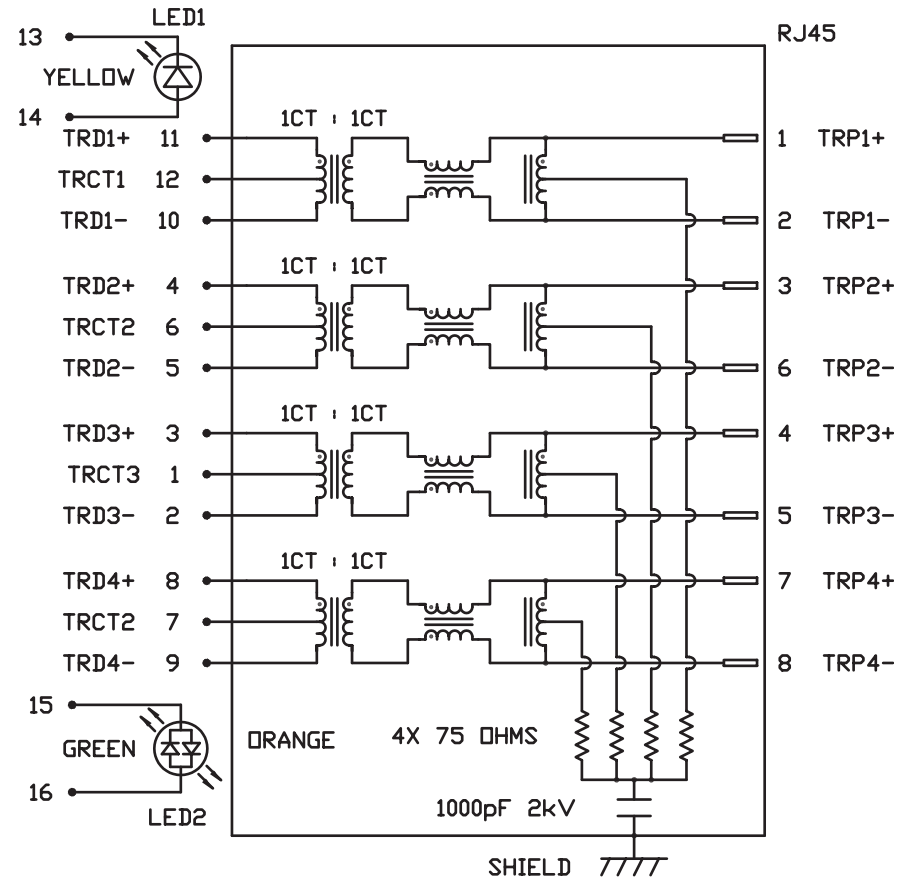 LED1
13
RJ45
YELLOW
14
1CT : 1CT
TRD1+ 11
1 TRP1+
TRCT1 12
TRD1- 10
2 TRP1-
1CT : 1CT
TRD2+ 4
3 TRP2+
TRCT2 6
TRD2- 5
6 TRP2-
1CT : 1CT
TRD3+ 3
4 TRP3+
TRCT3 1
TRD3- 2
5 TRP3-
1CT : 1CT
TRD4+ 8
7 TRP4+
TRCT2 7
TRD4- 9
8 TRP4-
15
GREEN
ORANGE
4X 75 OHMS
16
LED2
1000pF 2kV
SHIELD